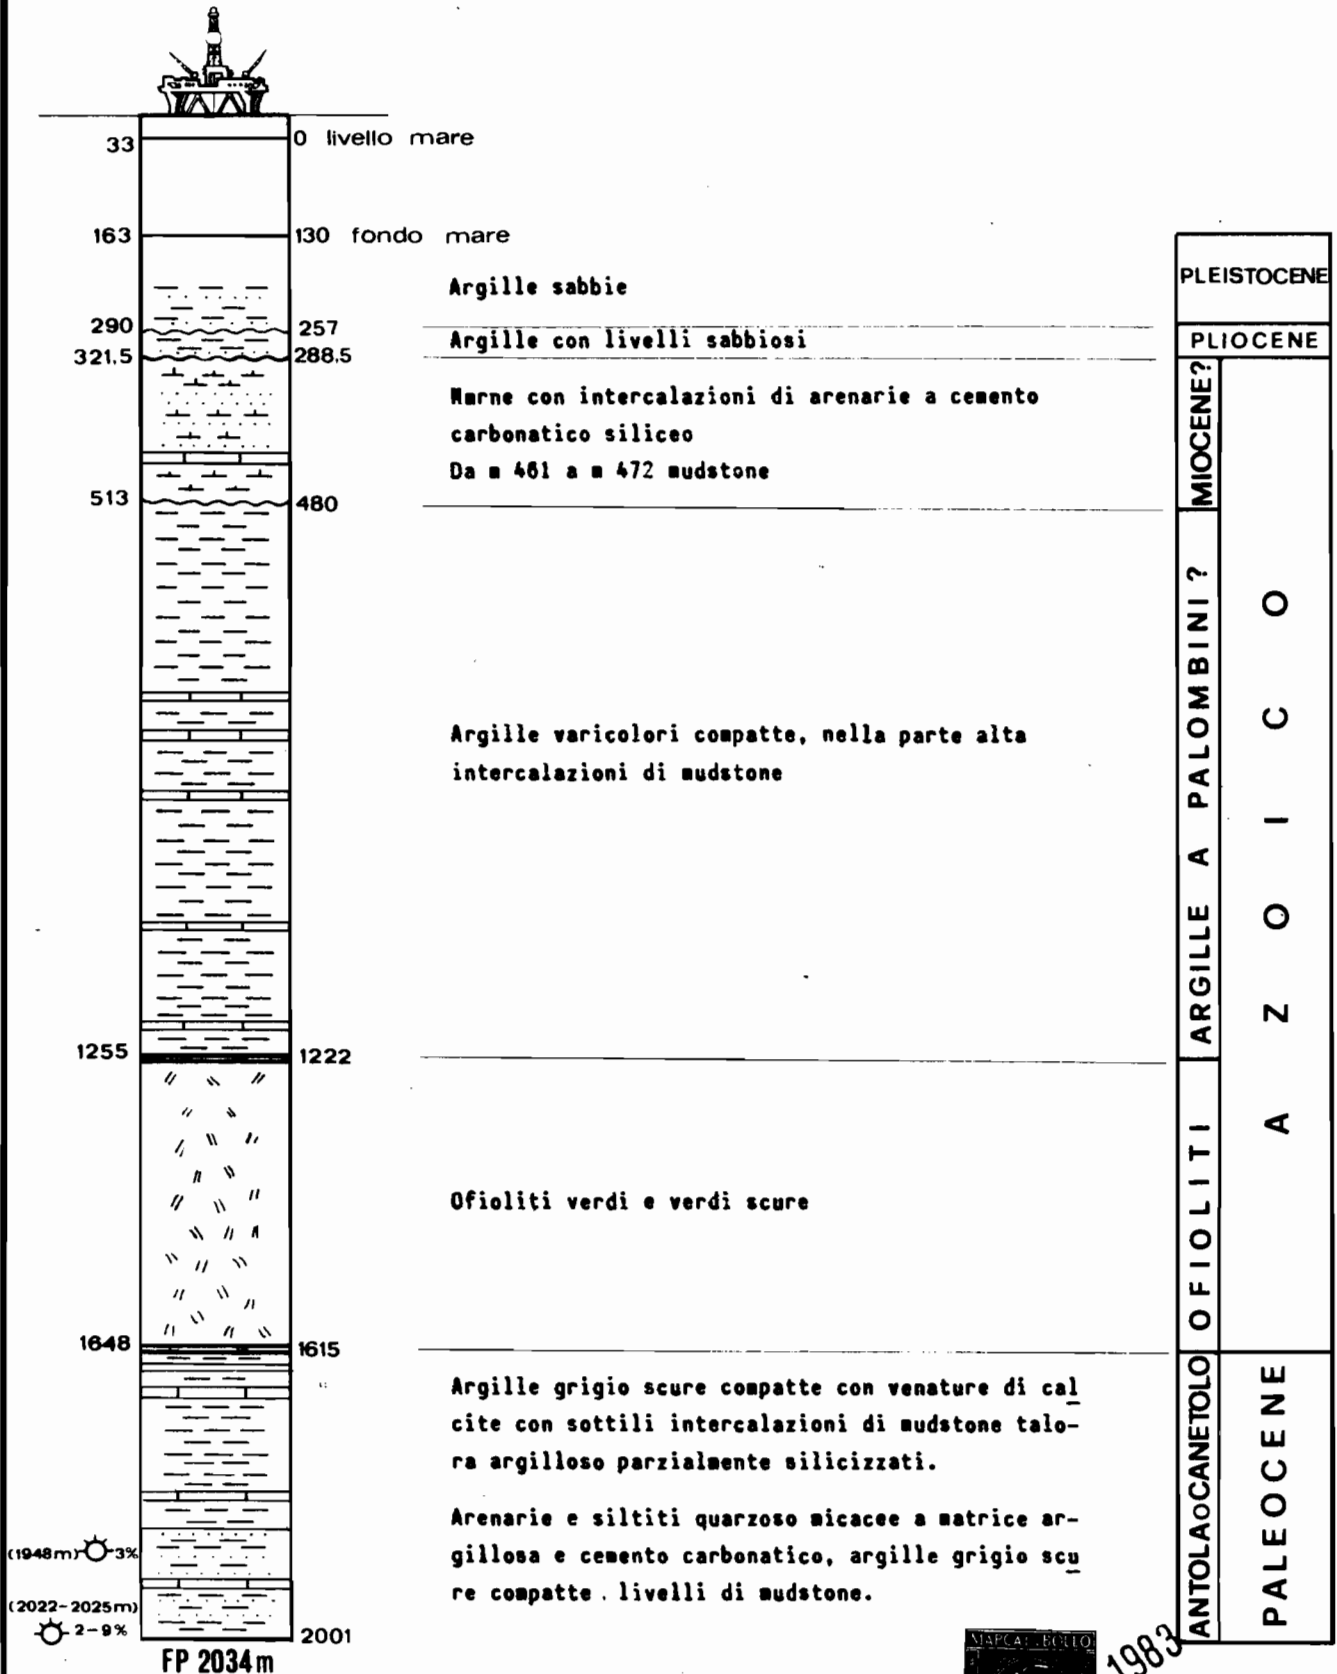 33
0 livello mare
163
130 fondo mare
PLEISTOCENE
Argille sabbie
290
257
Argille con livelli sabbiosi
PLIOCENE
321.5
288.5
MIOCENE?
Marne con intercalazioni di arenarie a cemento
carbonatico siliceo
Da m 461 a m 472 mudstone
513
480
ARGILLE A PALOMBINI ?
AZOICO
Argille varicolori compatte, nella parte alta
intercalazioni di mudstone
1255
1222
OFIOLITI
Ofioliti verdi e verdi scure
1648
1615
ANTOLA O CANETOLO
PALEOCENE
Argille grigio scure compatte con venature di cal
cite con sottili intercalazioni di mudstone talo-
ra argilloso parzialmente silicizzati.
Arenarie e siltiti quarzoso micacee a matrice ar-
gillosa e cemento carbonatico, argille grigio scu
re compatte . livelli di mudstone.
(1948m) 3%
(2022-2025m)
2-9%
2001
FP 2034m
MARCA BOLLO
1983